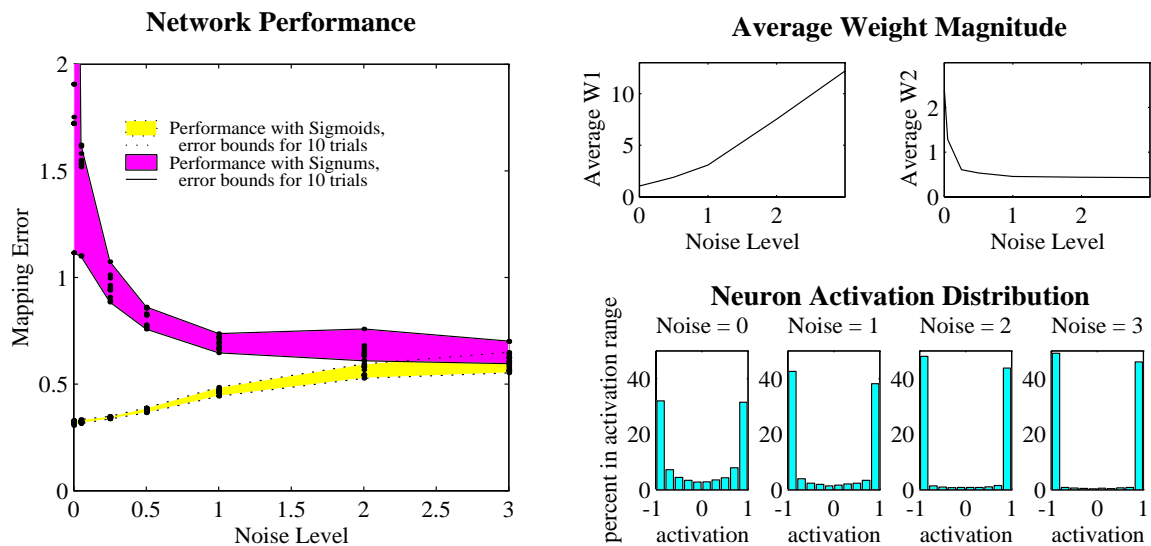 Network Performance
2
1.5
1
0.5
0
Mapping Error
Performance with Sigmoids,
error bounds for 10 trials
Performance with Signums,
error bounds for 10 trials
0 0.5 1 1.5 2 2.5 3
Noise Level
Average Weight Magnitude
10
5
0
Average W1
0 1 2
Noise Level
2
1
0
Average W2
0 1 2
Noise Level
Neuron Activation Distribution
percent in activation range
Noise = 0
40
20
0
-1 0 1
activation
Noise = 1
40
20
0
-1 0 1
activation
Noise = 2
40
20
0
-1 0 1
activation
Noise = 3
40
20
0
-1 0 1
activation